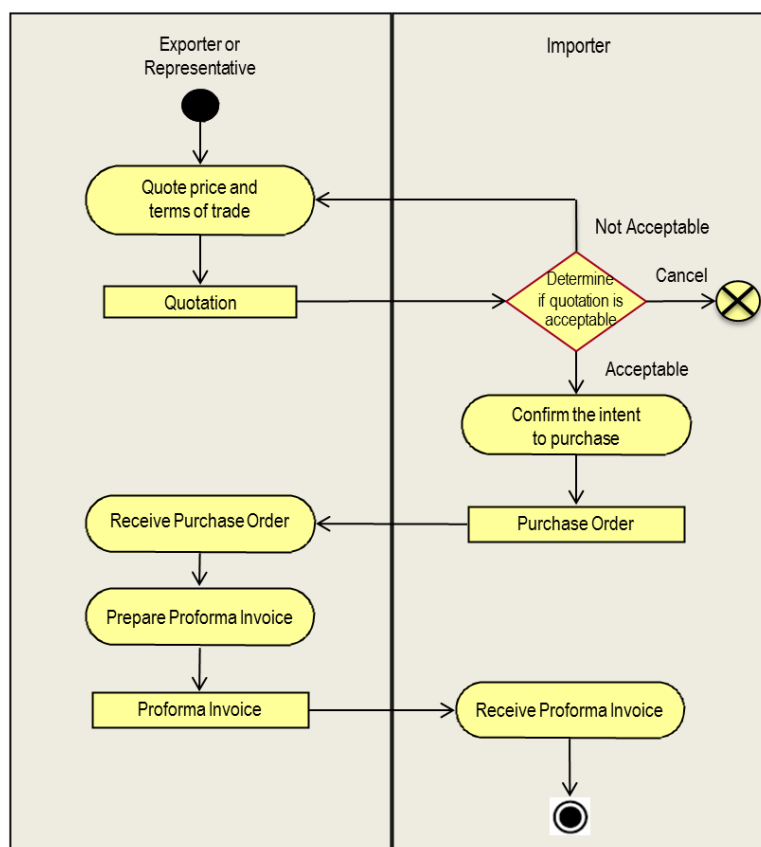 Exporter or
Representative
Importer
Quote price and
terms of trade
Not Acceptable
Quotation
Determine
if quotation is
acceptable
Cancel
Acceptable
Confirm the intent
to purchase
Receive Purchase Order
Purchase Order
Prepare Proforma Invoice
Proforma Invoice
Receive Proforma Invoice